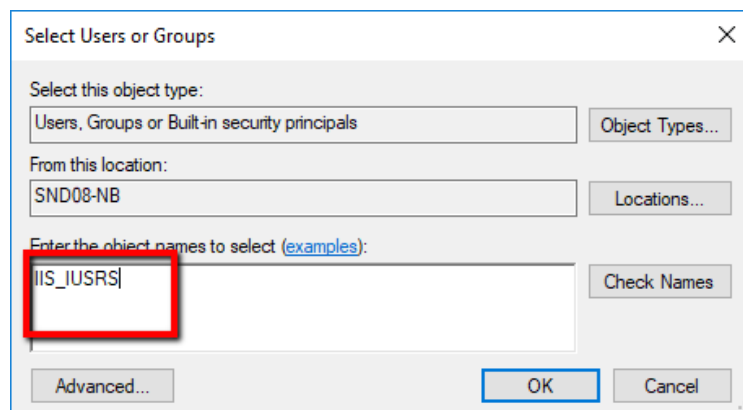 Select Users or Groups
Select this object type:
Users, Groups or Built-in security principals
Object Types...
From this location:
SND08-NB
Locations...
Enter the object names to select (examples):
IIS_IUSRS
Check Names
Advanced...
OK
Cancel